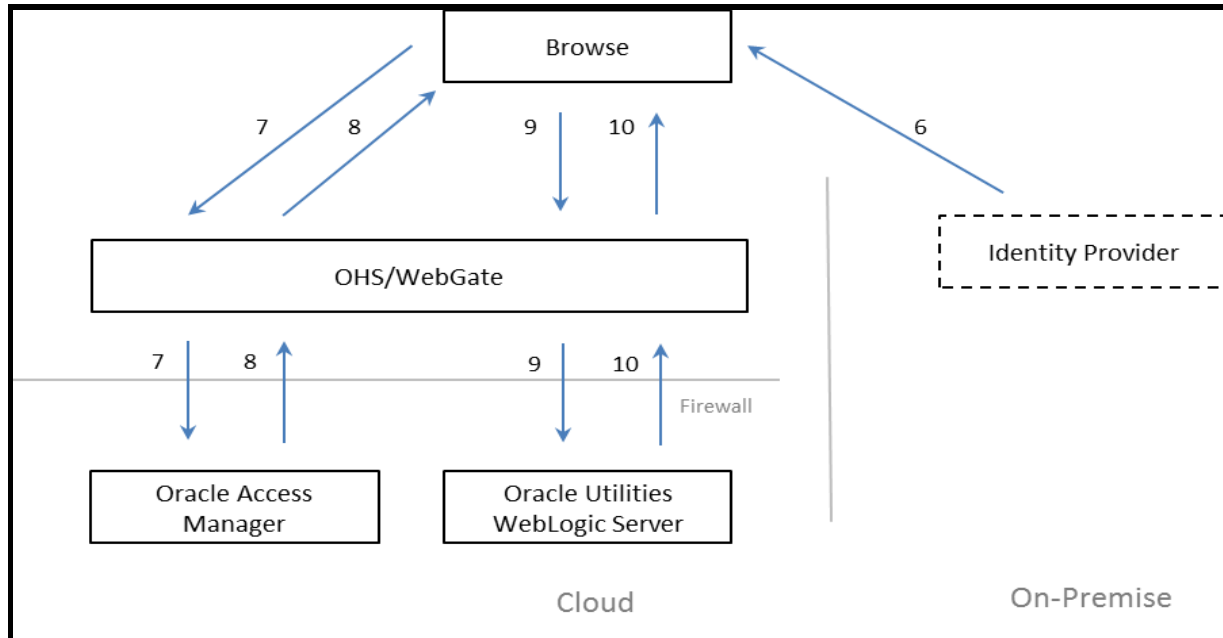 Browse
7
8
9
10
6
OHS/WebGate
Identity Provider
7
8
9
10
Firewall
Oracle Access
Manager
Oracle Utilities
WebLogic Server
Cloud
On-Premise